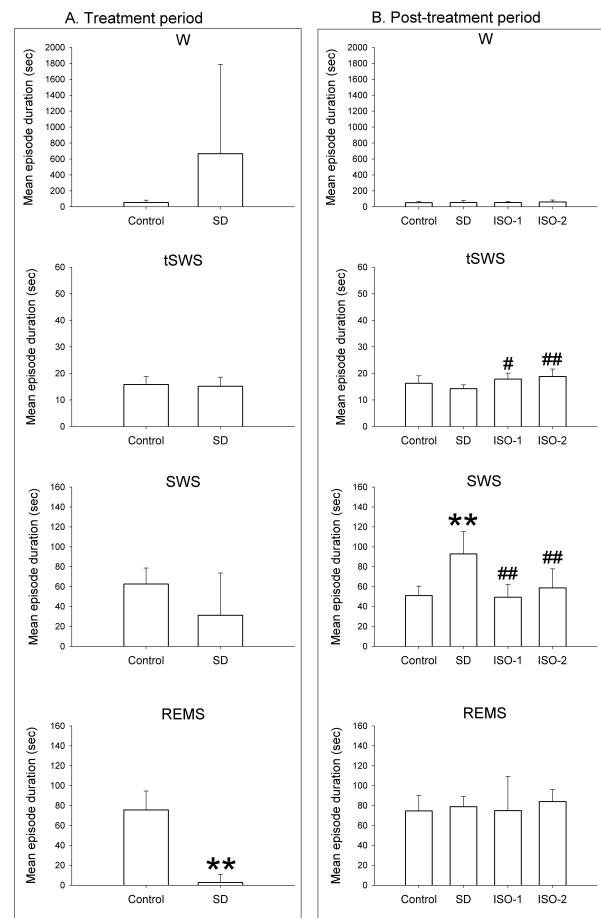 A. Treatment period
W
Mean episode duration (sec)
2000
1800
1600
1400
1200
1000
800
600
400
200
0
Control SD
tSWS
Mean episode duration (sec)
60
50
40
30
20
10
0
Control SD
SWS
Mean episode duration (sec)
160
140
120
100
80
60
40
20
0
Control SD
REMS
Mean episode duration (sec)
160
140
120
100
80
60
40
20
0
**
Control SD
B. Post-treatment period
W
Mean episode duration (sec)
2000
1800
1600
1400
1200
1000
800
600
400
200
0
Control SD ISO-1 ISO-2
tSWS
Mean episode duration (sec)
60
50
40
30
20
10
0
# ##
Control SD ISO-1 ISO-2
SWS
Mean episode duration (sec)
160
140
120
100
80
60
40
20
0
** ## ##
Control SD ISO-1 ISO-2
REMS
Mean episode duration (sec)
160
140
120
100
80
60
40
20
0
Control SD ISO-1 ISO-2